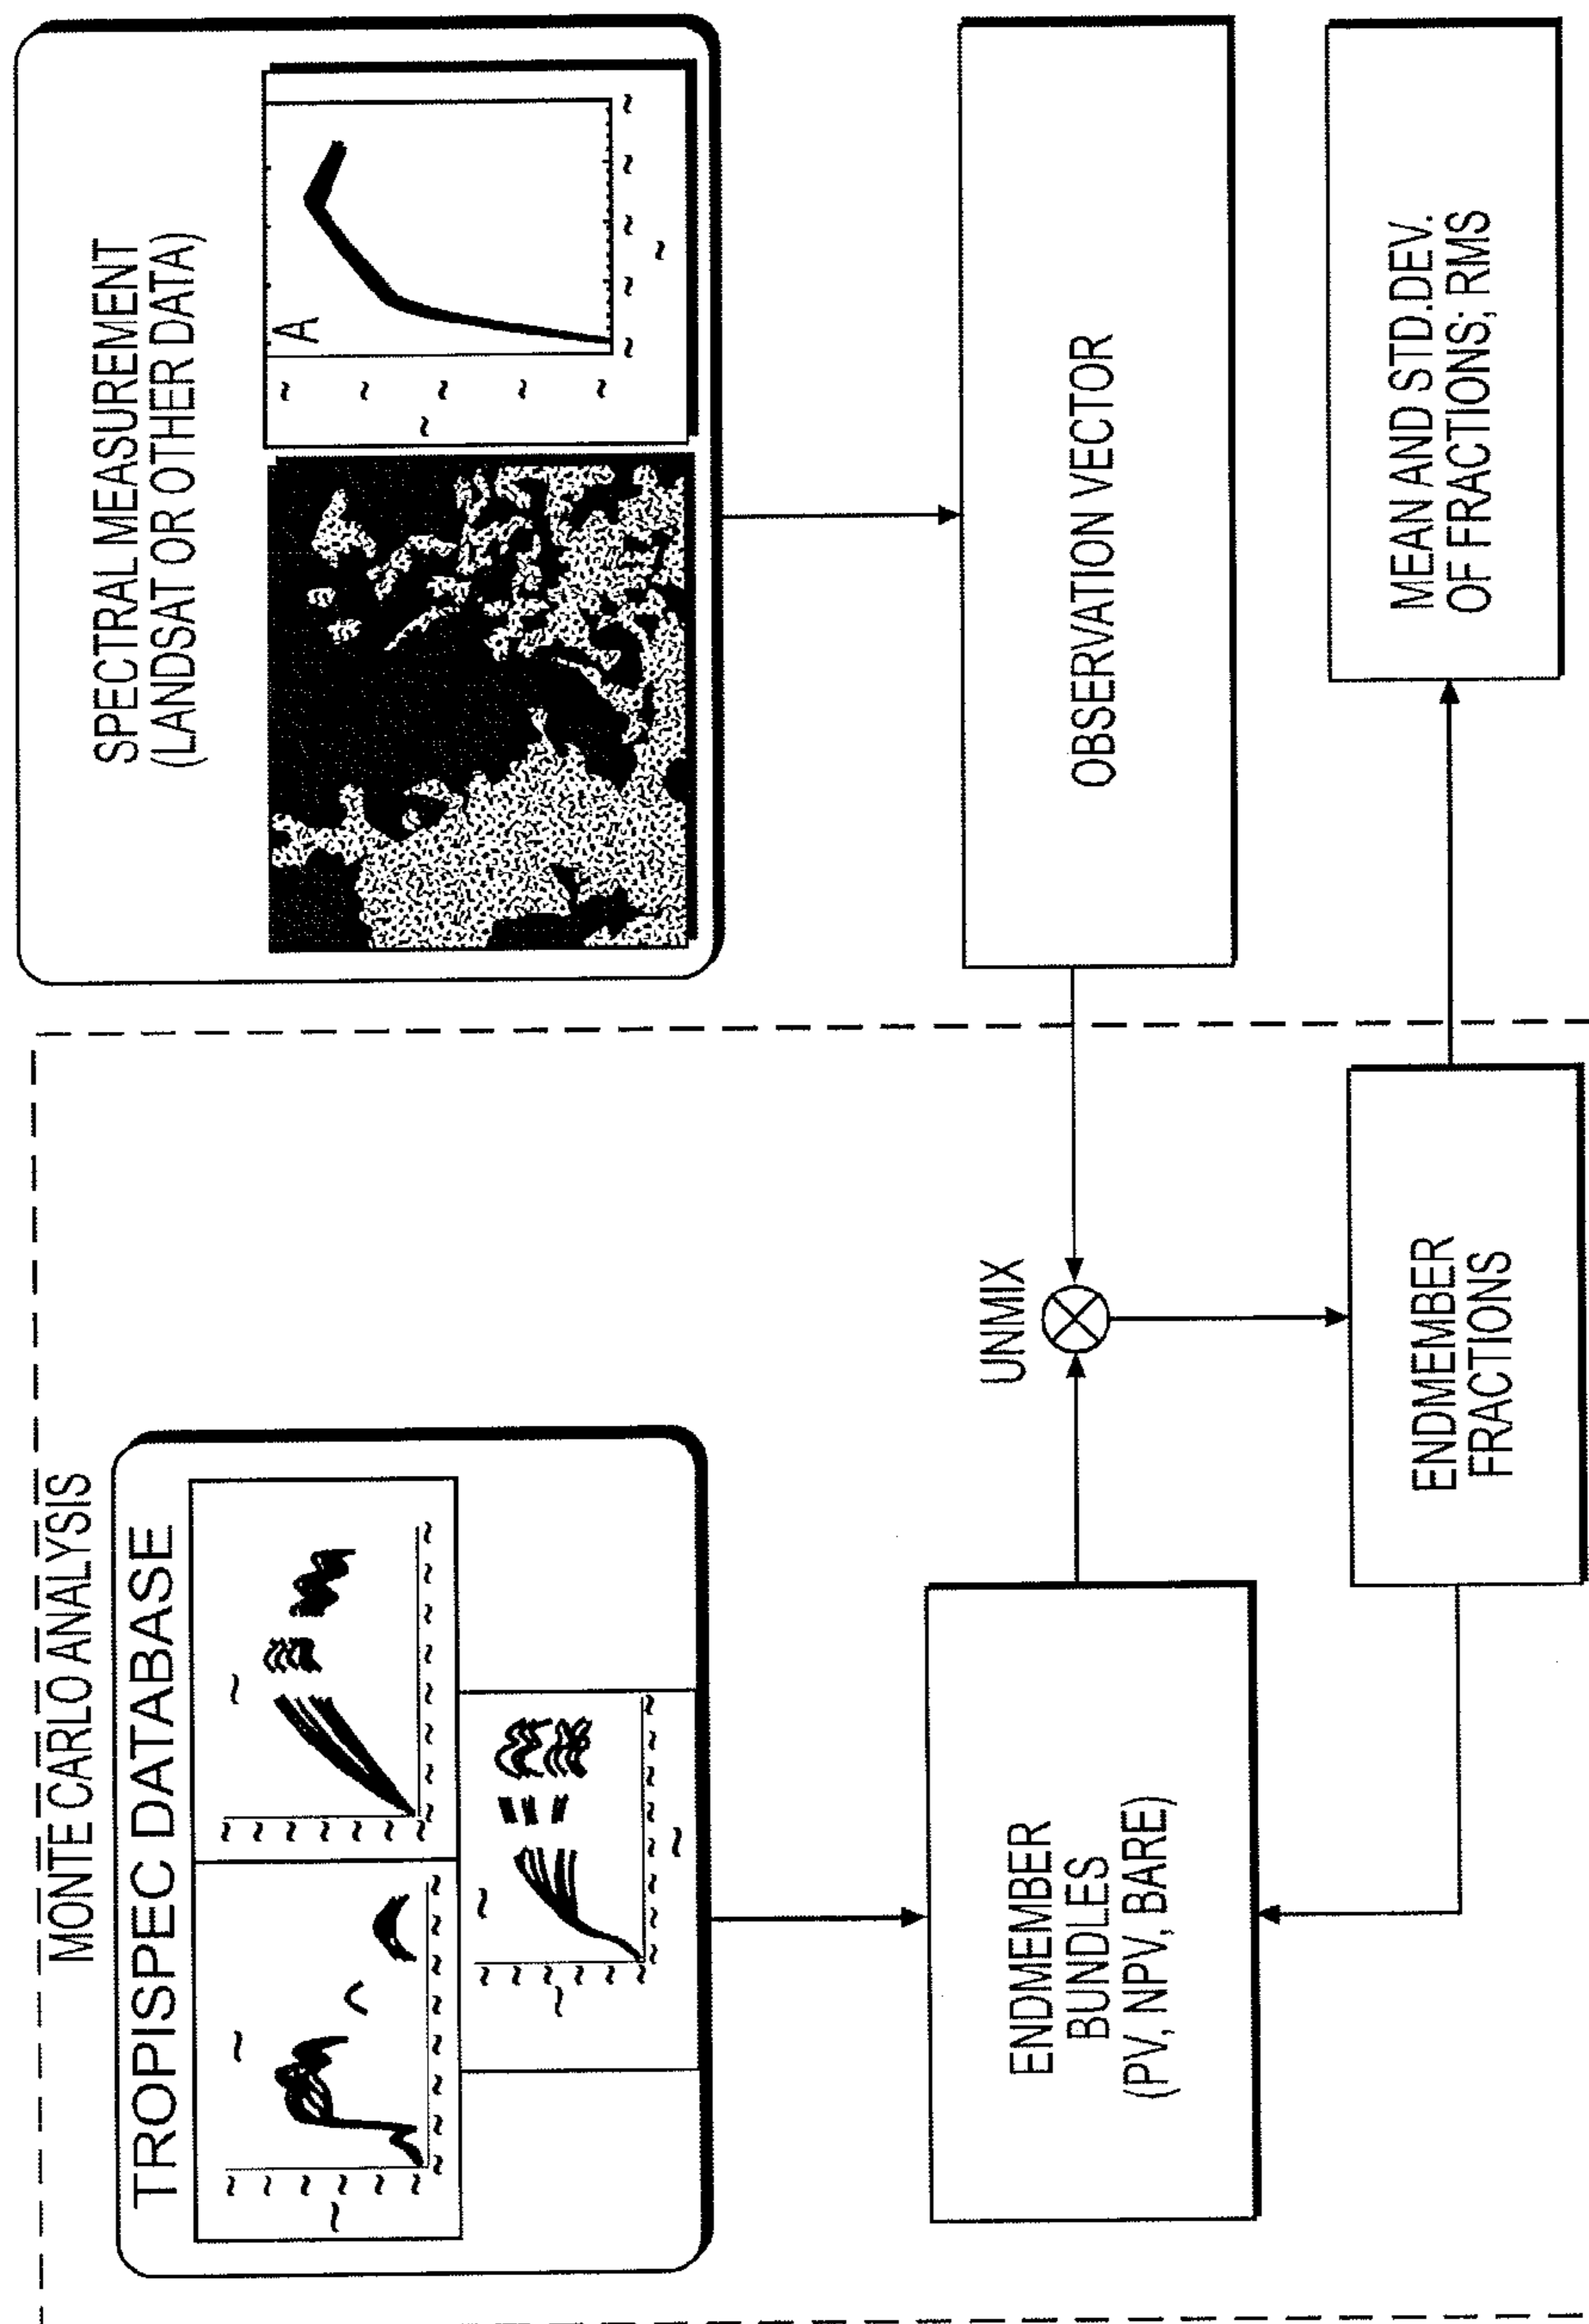 MONTE CARLO ANALYSIS
TROPISPEC DATABASE
SPECTRAL MEASUREMENT
(LANDSAT OR OTHER DATA)
A
ENDMEMBER
BUNDLES
(PV, NPV, BARE)
UNMIX
OBSERVATION VECTOR
ENDMEMBER
FRACTIONS
MEAN AND STD.DEV.
OF FRACTIONS; RMS